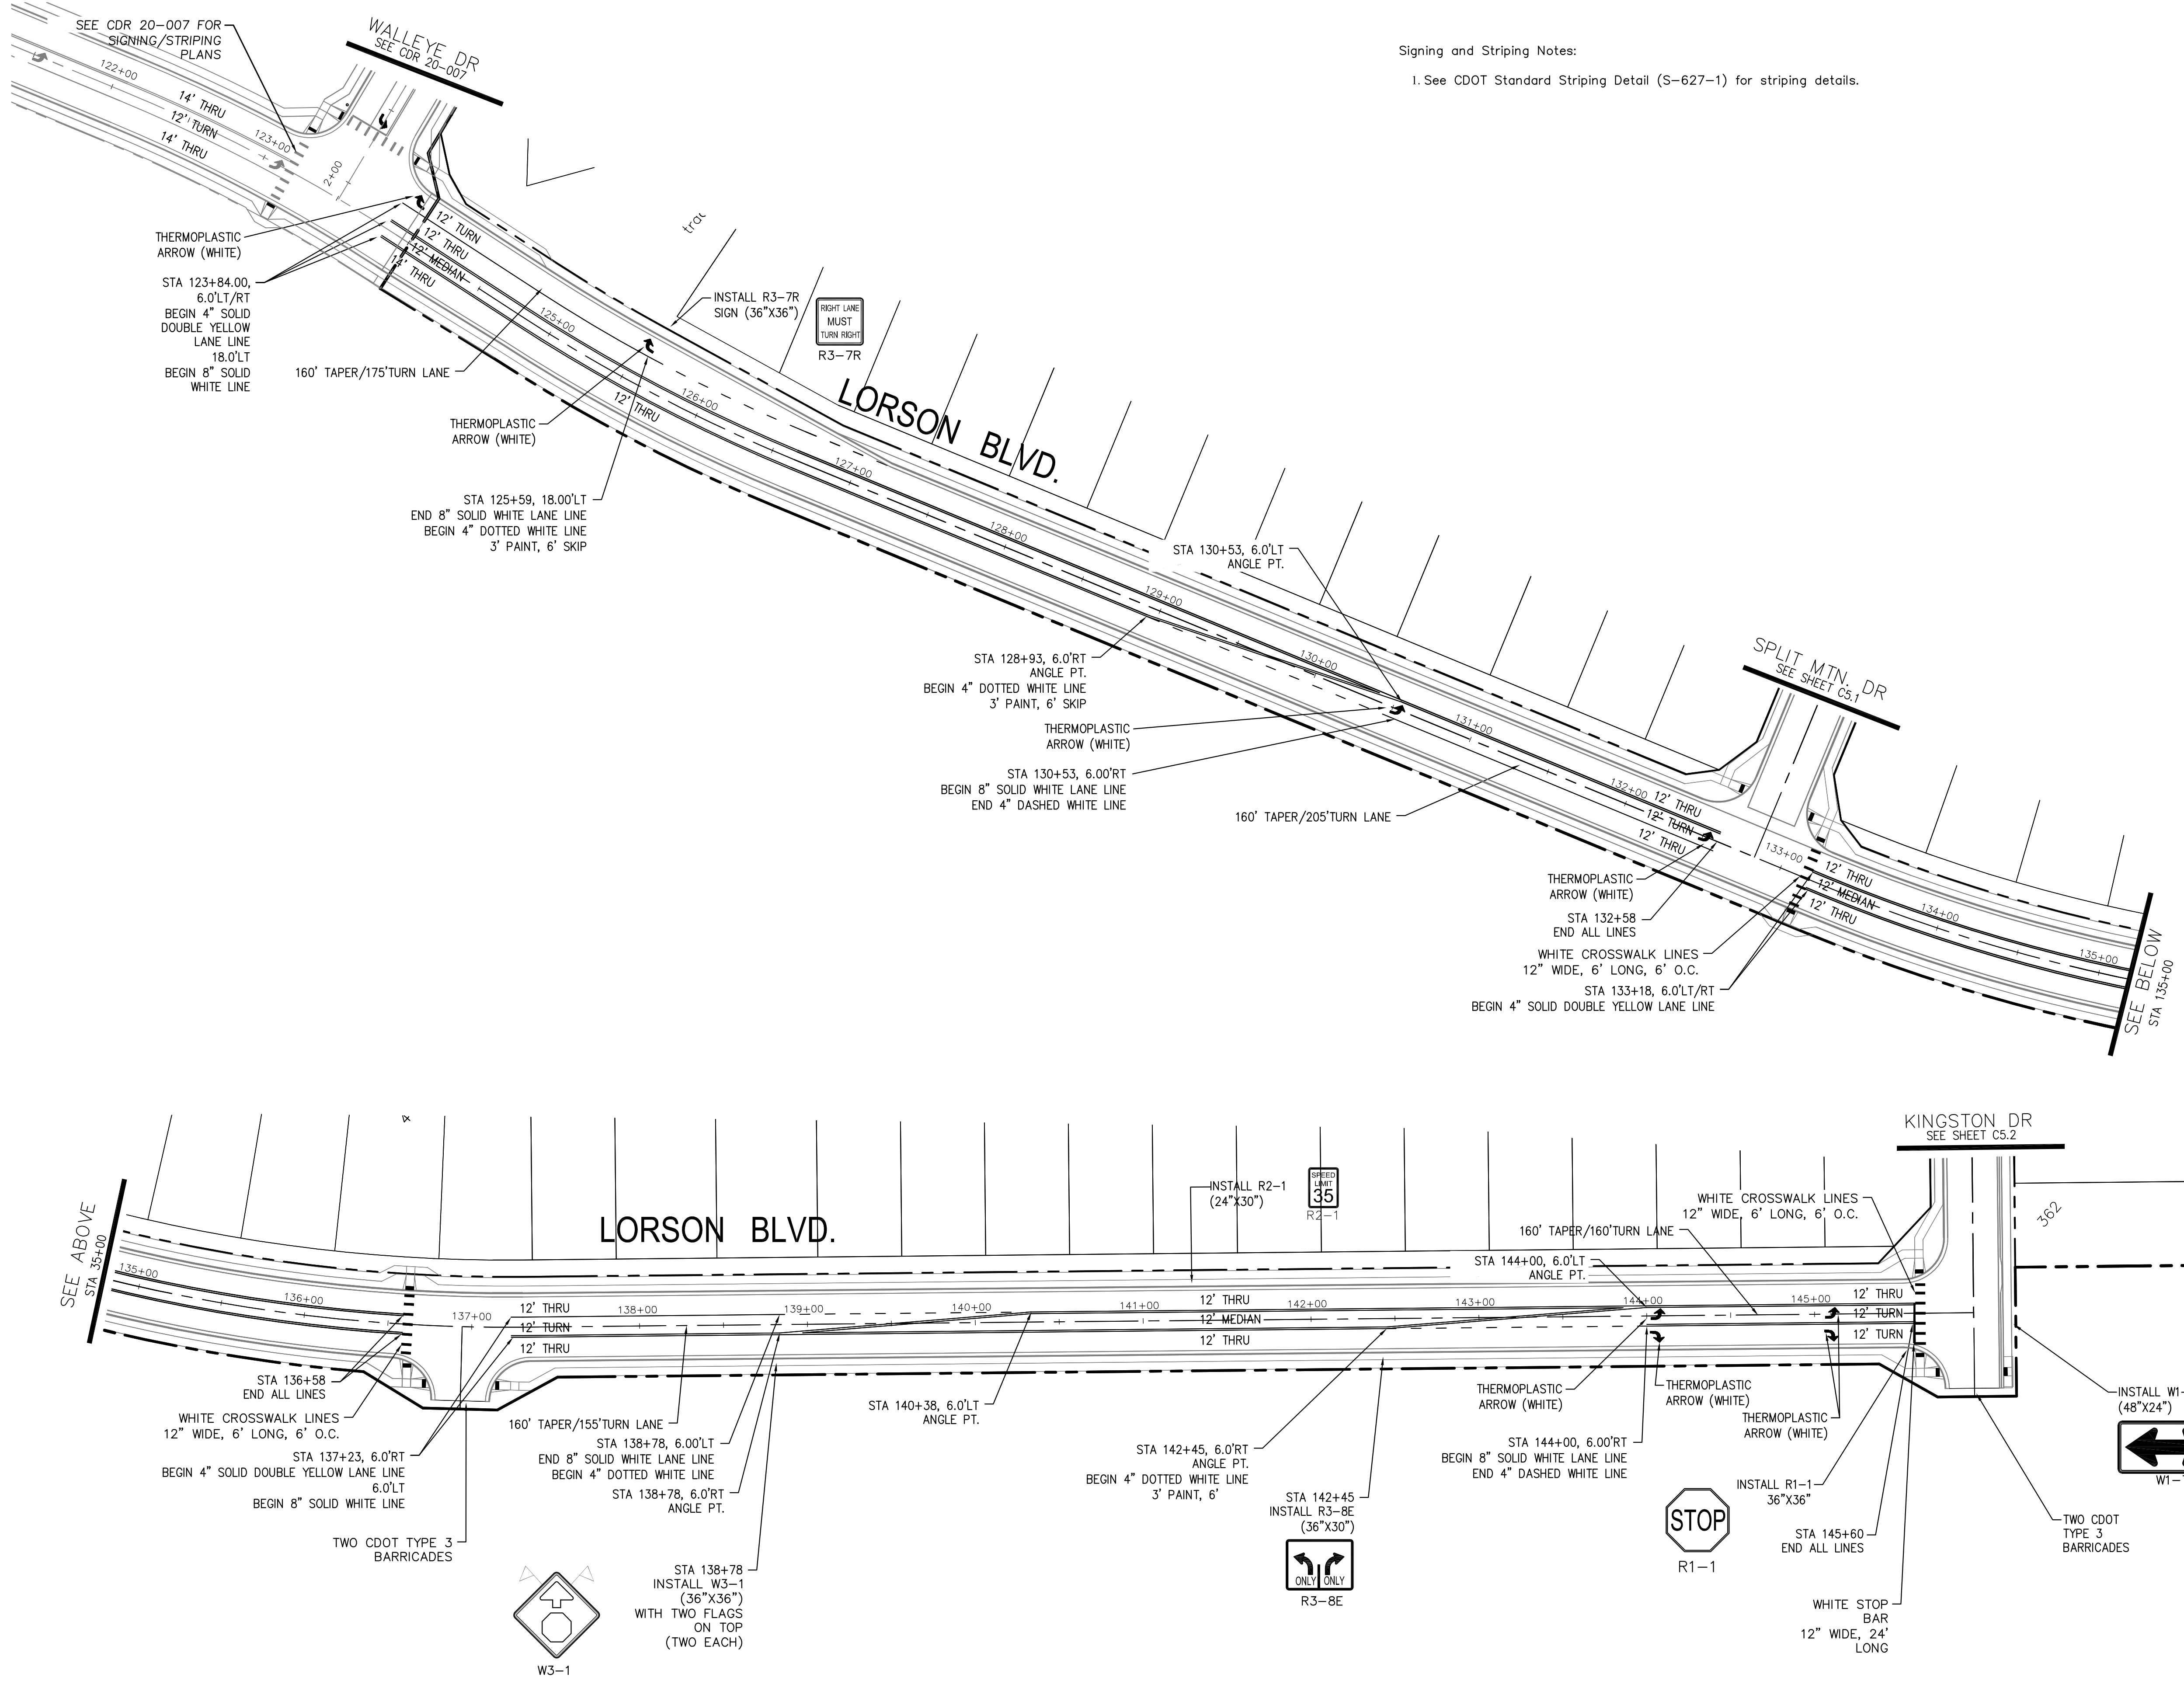 SEE CDR 20-007 FOR
SIGNING/STRIPING
PLANS
WALLEYE DR
SEE CDR 20-007
Signing and Striping Notes:
1. See CDOT Standard Striping Detail (S-627-1) for striping details.
122+00
14' THRU
12' TURN
14' THRU
123+00
2+00
THERMOPLASTIC
ARROW (WHITE)
12' TURN
12' THRU
12' MEDIAN
14' THRU
STA 123+84.00,
6.0'LT/RT
BEGIN 4" SOLID
DOUBLE YELLOW
LANE LINE
18.0'LT
BEGIN 8" SOLID
WHITE LINE
INSTALL R3-7R
SIGN (36"X36")
RIGHT LANE
MUST
TURN RIGHT
R3-7R
125+00
160' TAPER/175'TURN LANE
126+00
12' THRU
THERMOPLASTIC
ARROW (WHITE)
LORSON BLVD.
127+00
STA 125+59, 18.00'LT
END 8" SOLID WHITE LANE LINE
BEGIN 4" DOTTED WHITE LINE
3' PAINT, 6' SKIP
128+00
STA 130+53, 6.0'LT
ANGLE PT.
129+00
STA 128+93, 6.0'RT
ANGLE PT.
BEGIN 4" DOTTED WHITE LINE
3' PAINT, 6' SKIP
130+00
SPLIT MTN. DR
SEE SHEET C5.1
THERMOPLASTIC
ARROW (WHITE)
131+00
STA 130+53, 6.00'RT
BEGIN 8" SOLID WHITE LANE LINE
END 4" DASHED WHITE LINE
160' TAPER/205'TURN LANE
132+00
12' THRU
12' TURN
12' THRU
133+00
THERMOPLASTIC
ARROW (WHITE)
12' THRU
12' MEDIAN
12' THRU
134+00
STA 132+58
END ALL LINES
WHITE CROSSWALK LINES
12" WIDE, 6' LONG, 6' O.C.
STA 133+18, 6.0'LT/RT
BEGIN 4" SOLID DOUBLE YELLOW LANE LINE
135+00
SEE BELOW
STA 135+00
KINGSTON DR
SEE SHEET C5.2
SEE ABOVE
STA 35+00
LORSON BLVD.
INSTALL R2-1
(24"X30")
SPEED
LIMIT
35
R2-1
WHITE CROSSWALK LINES
12" WIDE, 6' LONG, 6' O.C.
362
160' TAPER/160'TURN LANE
STA 144+00, 6.0'LT
ANGLE PT.
135+00
136+00
137+00
12' THRU
12' TURN
12' THRU
138+00
139+00
140+00
141+00
12' THRU
12' MEDIAN
12' THRU
142+00
143+00
144+00
145+00
12' THRU
12' TURN
12' TURN
STA 136+58
END ALL LINES
WHITE CROSSWALK LINES
12" WIDE, 6' LONG, 6' O.C.
STA 137+23, 6.0'RT
BEGIN 4" SOLID DOUBLE YELLOW LANE LINE
6.0'LT
BEGIN 8" SOLID WHITE LINE
TWO CDOT TYPE 3
BARRICADES
160' TAPER/155'TURN LANE
STA 138+78, 6.00'LT
END 8" SOLID WHITE LANE LINE
BEGIN 4" DOTTED WHITE LINE
STA 138+78, 6.0'RT
ANGLE PT.
STA 138+78
INSTALL W3-1
(36"X36")
WITH TWO FLAGS
ON TOP
(TWO EACH)
W3-1
STA 140+38, 6.0'LT
ANGLE PT.
STA 142+45, 6.0'RT
ANGLE PT.
BEGIN 4" DOTTED WHITE LINE
3' PAINT, 6'
STA 142+45
INSTALL R3-8E
(36"X30")
ONLY ONLY
R3-8E
THERMOPLASTIC
ARROW (WHITE)
THERMOPLASTIC
ARROW (WHITE)
THERMOPLASTIC
ARROW (WHITE)
STA 144+00, 6.00'RT
BEGIN 8" SOLID WHITE LANE LINE
END 4" DASHED WHITE LINE
STOP
R1-1
INSTALL R1-1
36"X36"
STA 145+60
END ALL LINES
WHITE STOP
BAR
12" WIDE, 24'
LONG
INSTALL W1-
(48"X24")
W1-
TWO CDOT
TYPE 3
BARRICADES